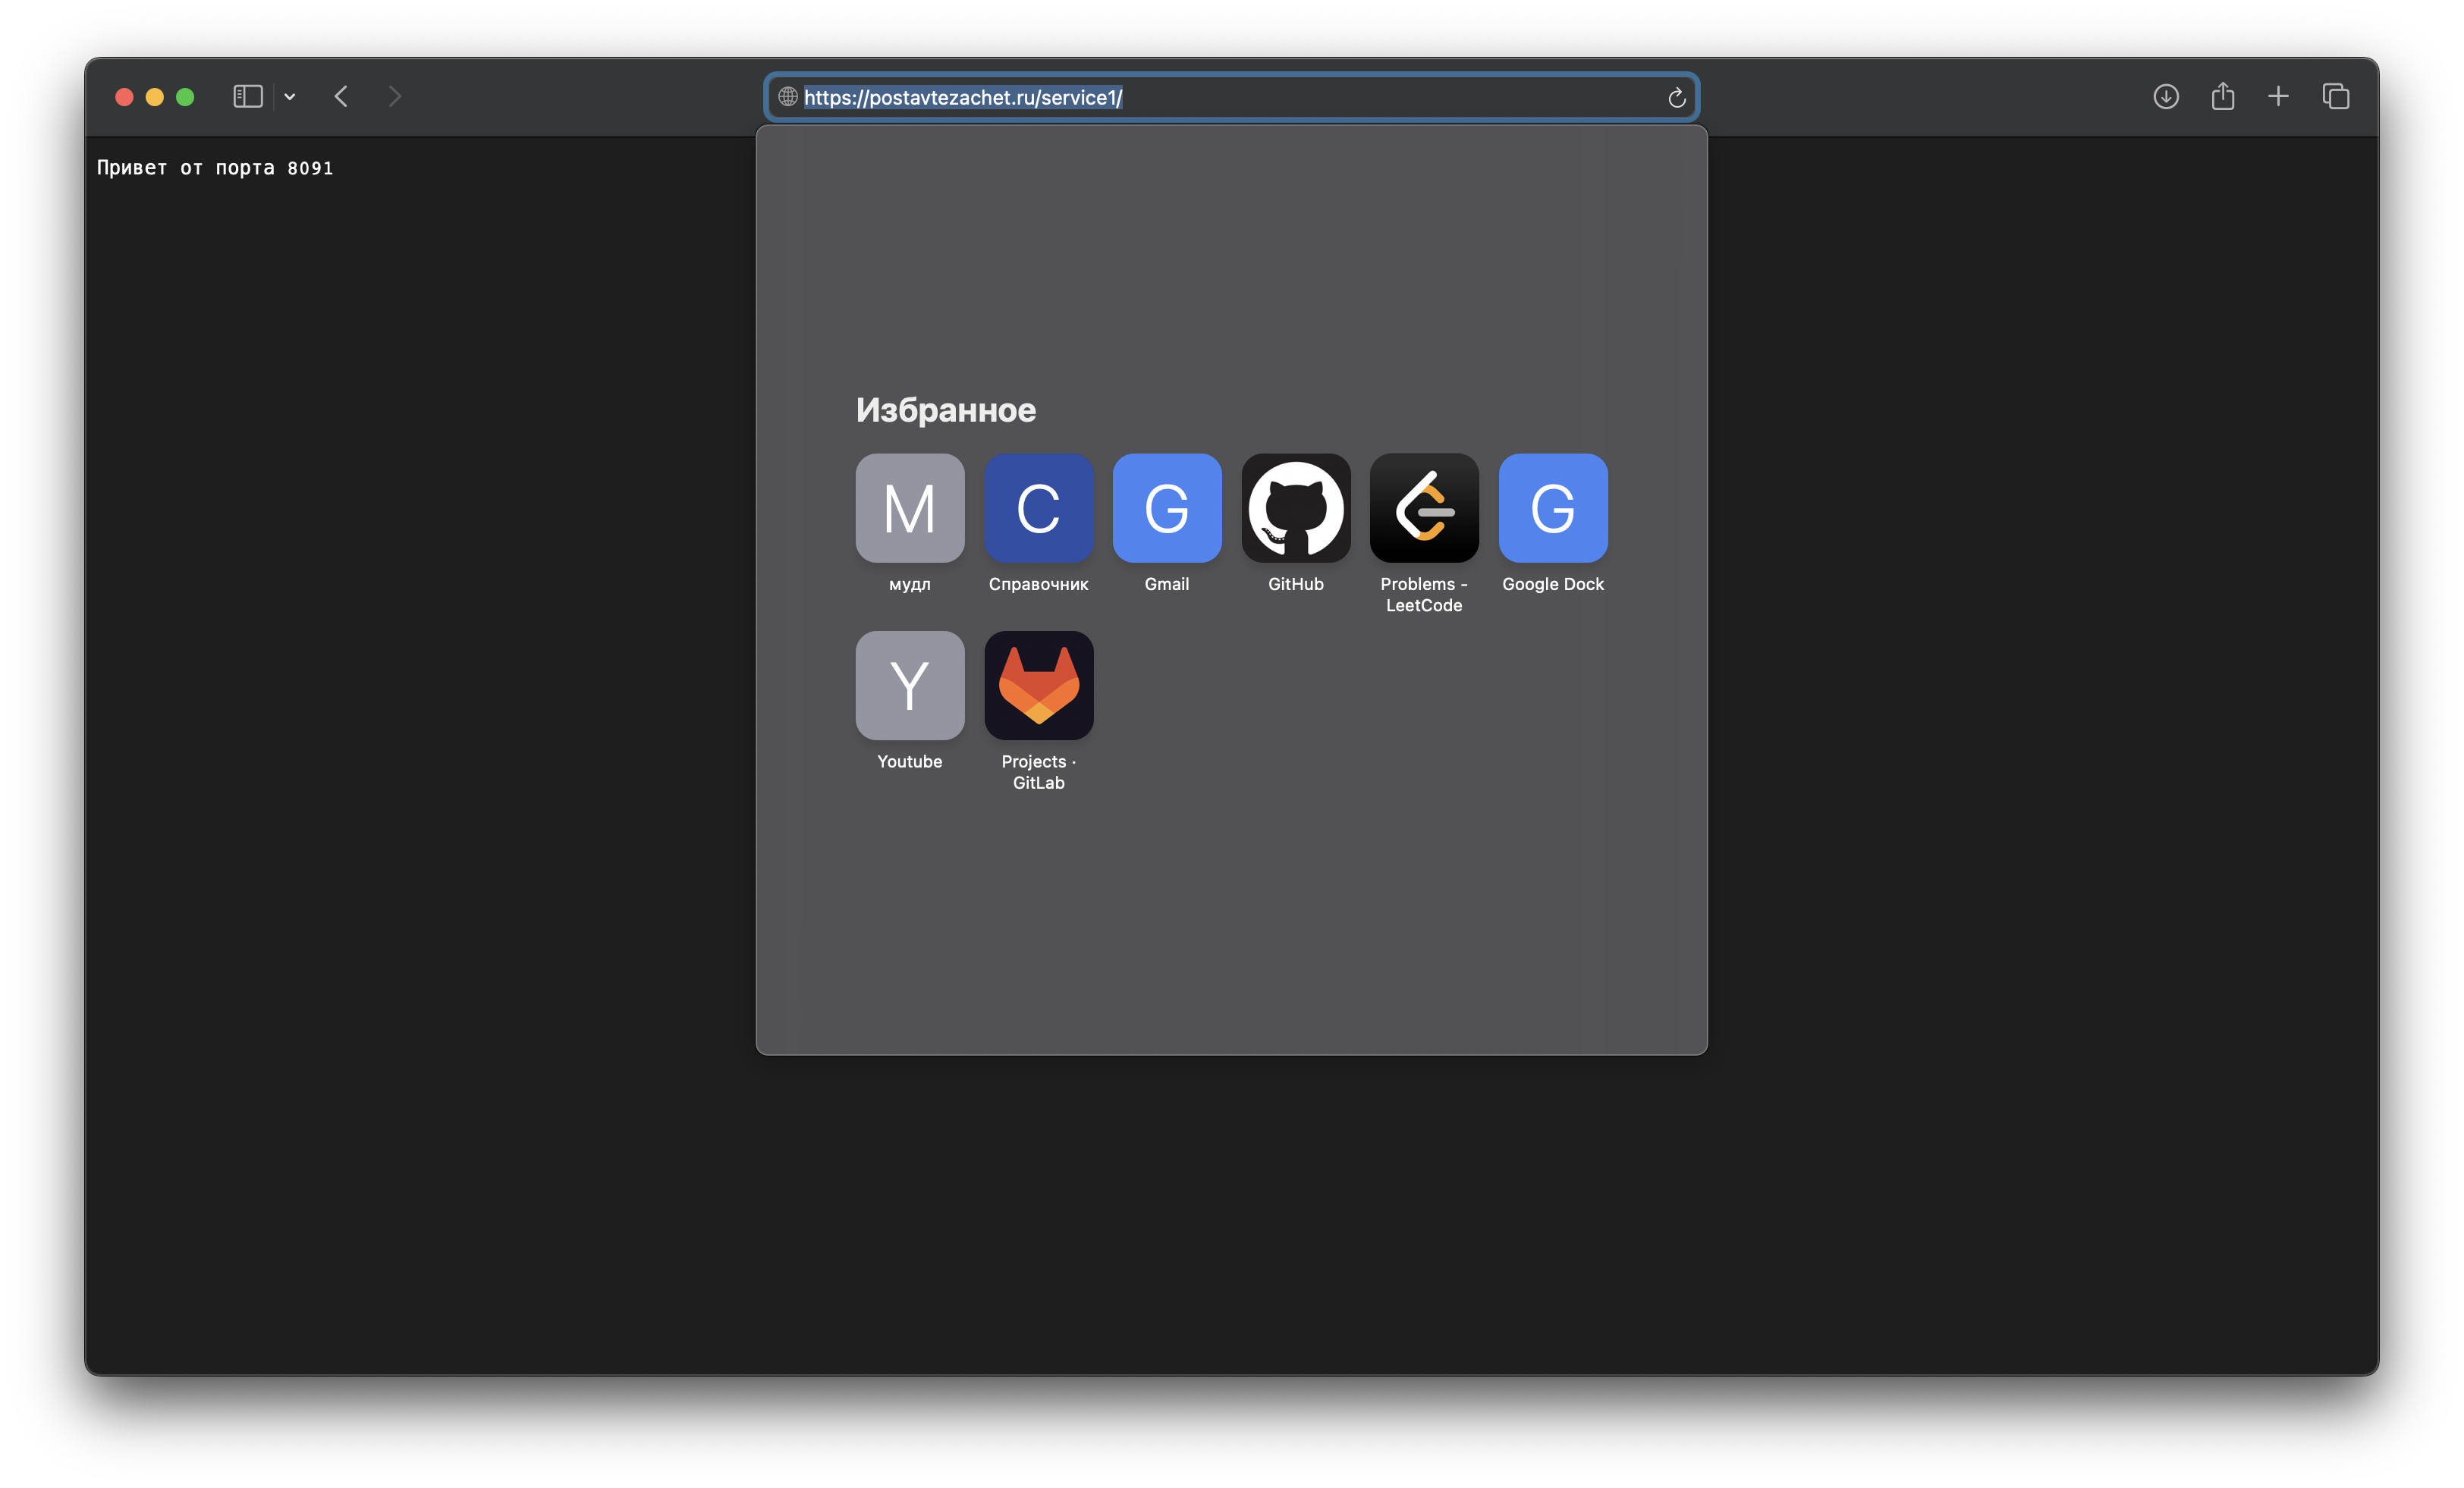 https://postavtezachet.ru/service1/
Привет от порта 8091
Избранное
М
С
G
G
мудл
Справочник
Gmail
GitHub
Problems -
LeetCode
Google Dock
Y
Youtube
Projects ·
GitLab